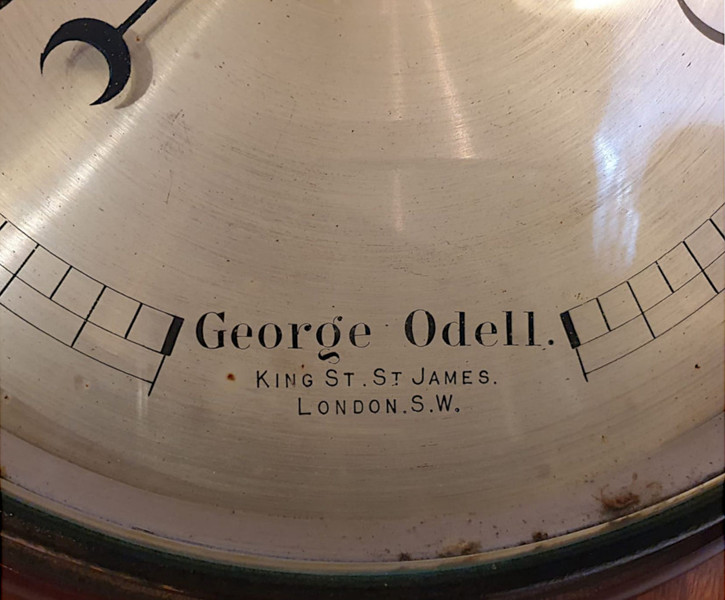 George Odell.
KING ST. ST JAMES.
LONDON.S.W.